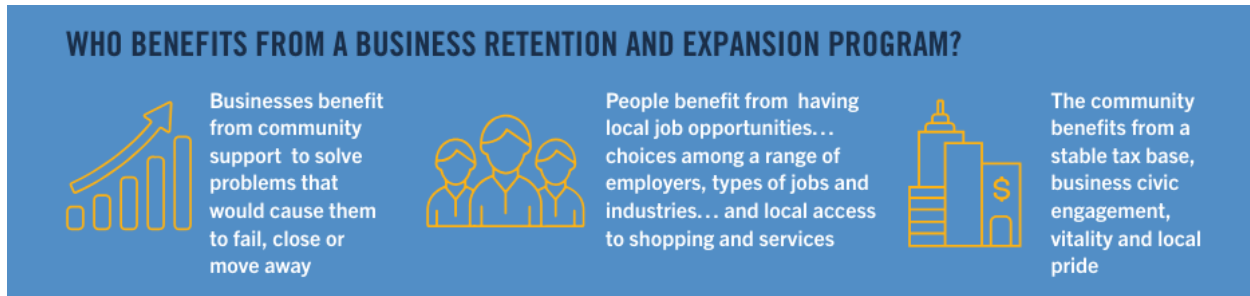 WHO BENEFITS FROM A BUSINESS RETENTION AND EXPANSION PROGRAM?
Businesses benefit
from community
support to solve
problems that
would cause them
to fail, close or
move away
People benefit from having
local job opportunities…
choices among a range of
employers, types of jobs and
industries… and local access
to shopping and services
$
The community
benefits from a
stable tax base,
business civic
engagement,
vitality and local
pride